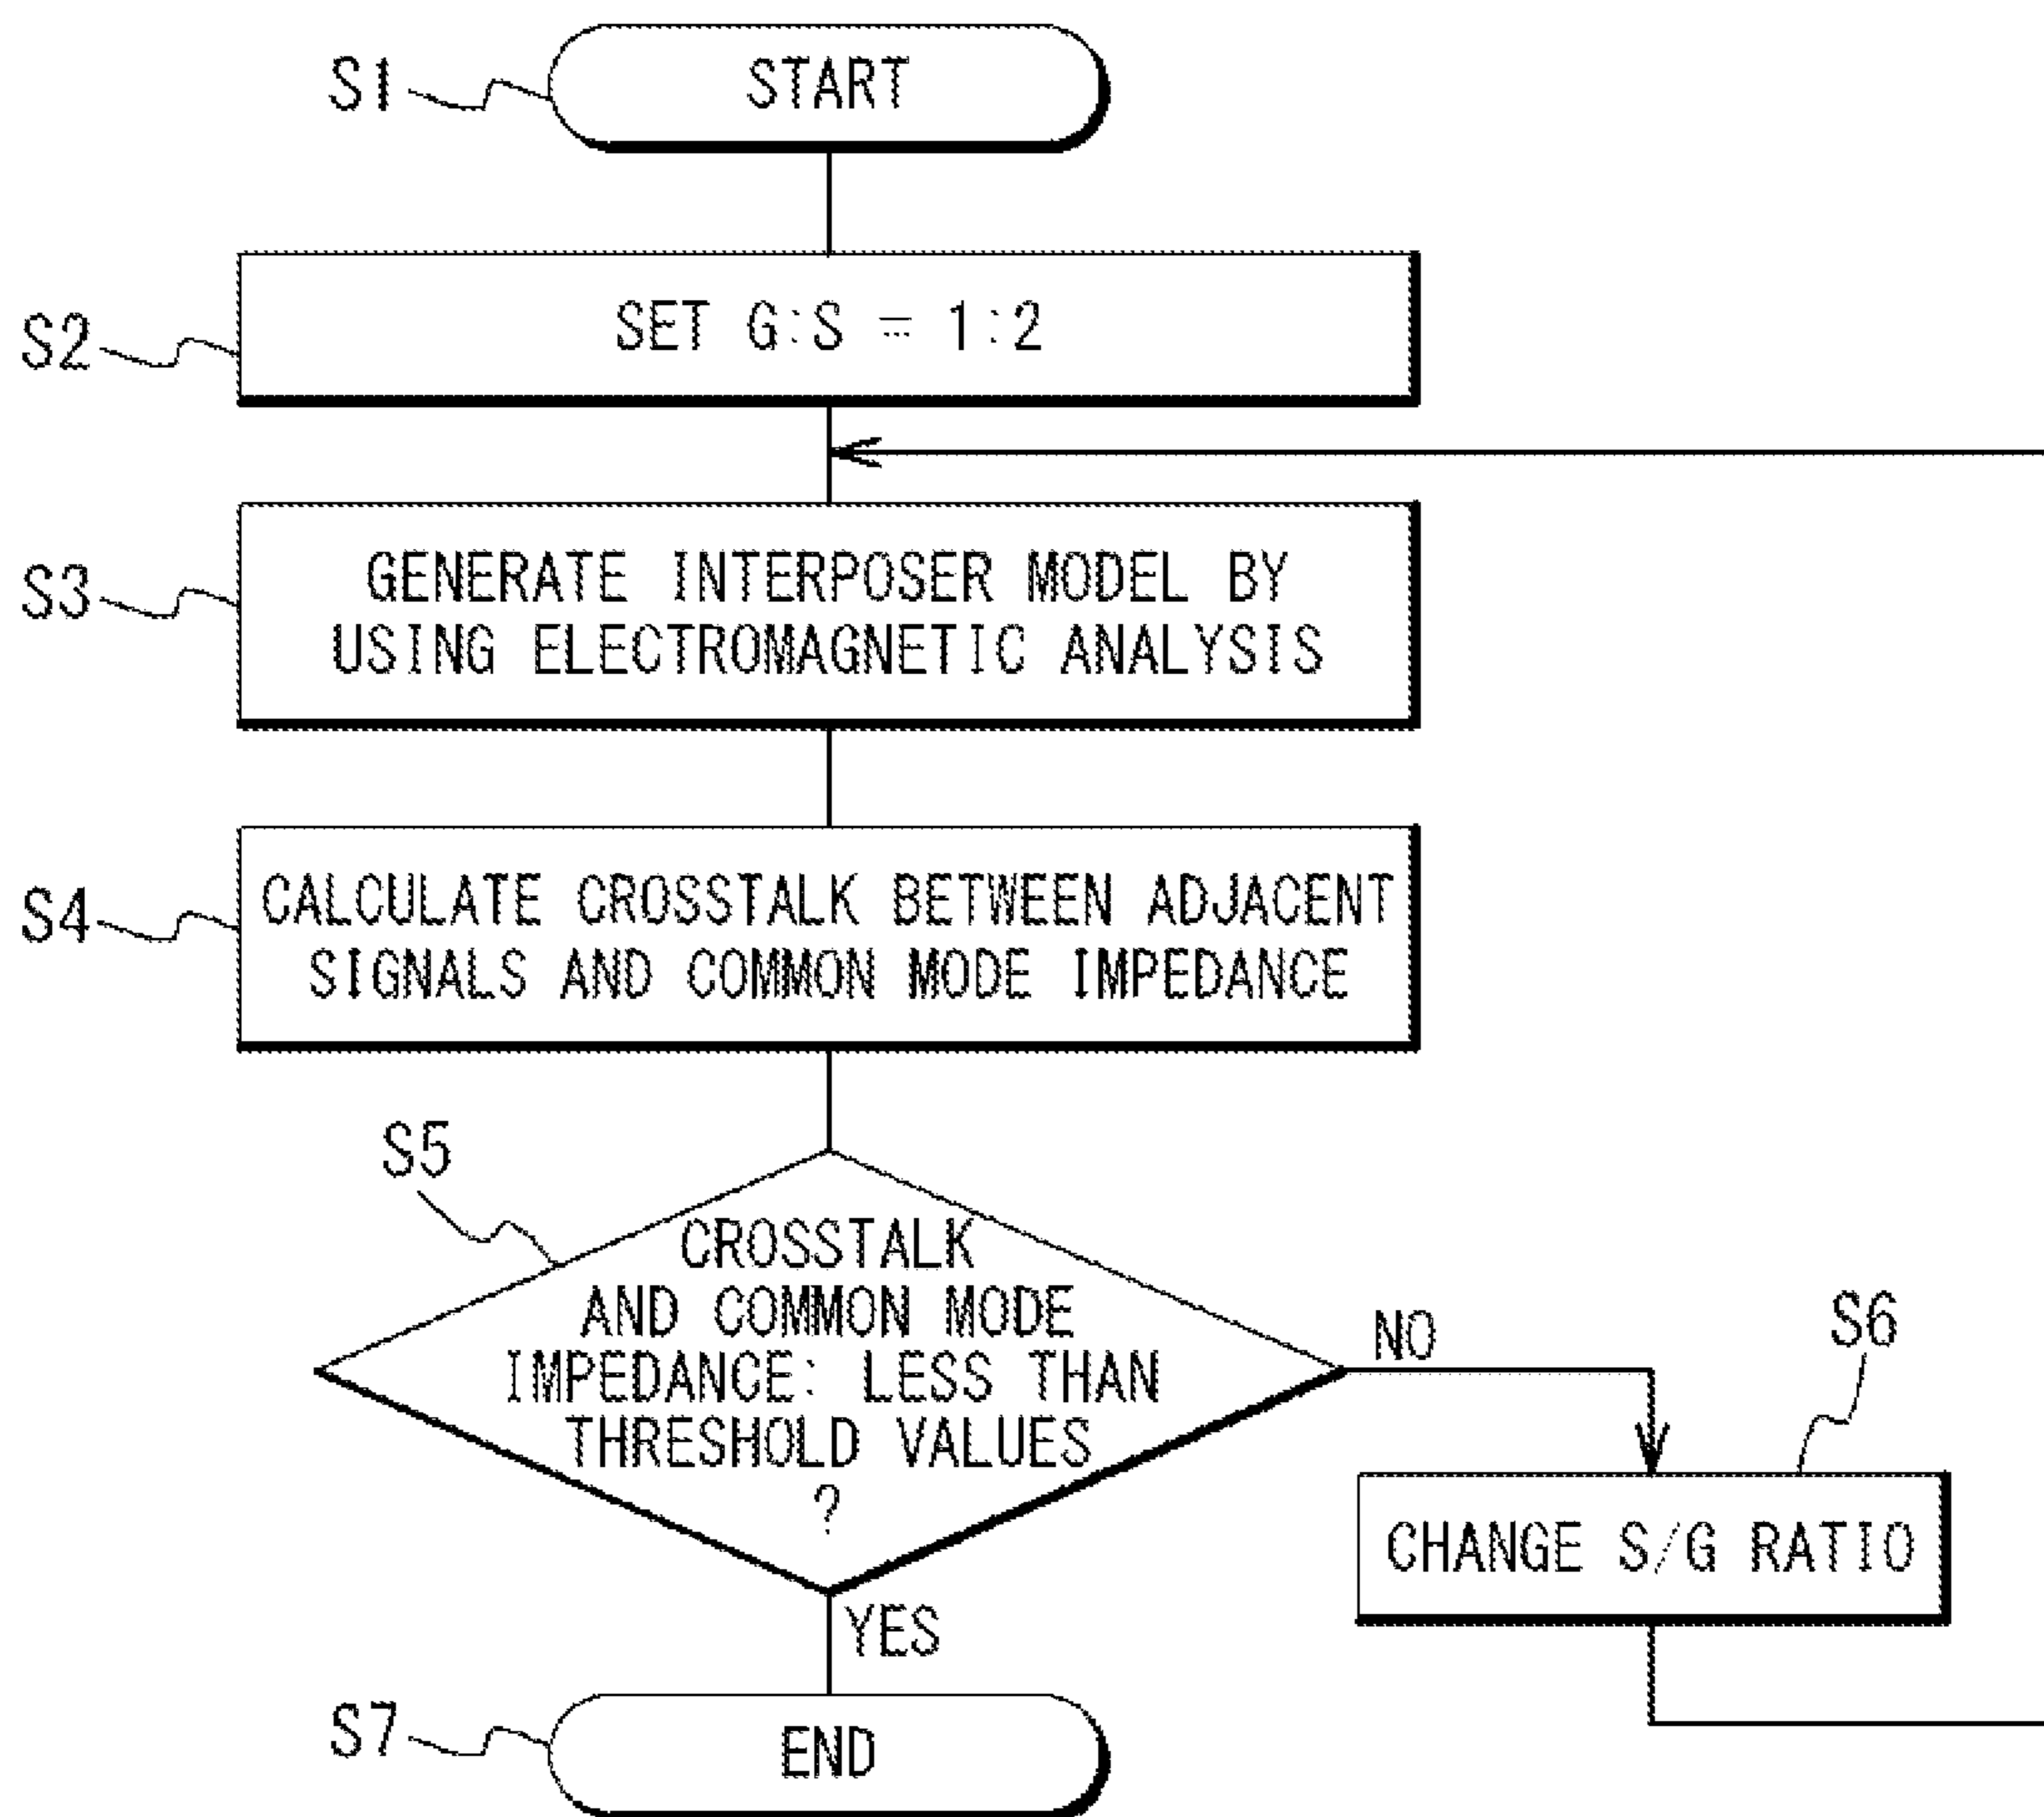 S1
START
S2
SET G:S = 1:2
S3
GENERATE INTERPOSER MODEL BY
USING ELECTROMAGNETIC ANALYSIS
S4
CALCULATE CROSSTALK BETWEEN ADJACENT
SIGNALS AND COMMON MODE IMPEDANCE
S5
CROSSTALK
AND COMMON MODE
IMPEDANCE: LESS THAN
THRESHOLD VALUES
?
NO
S6
CHANGE S/G RATIO
YES
S7
END